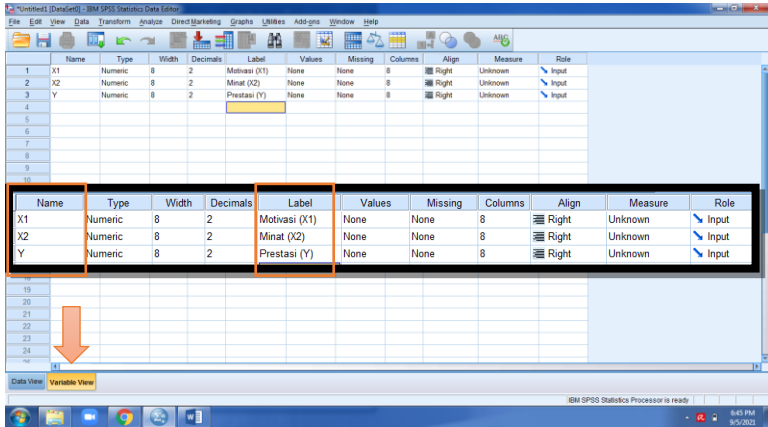 *Untitled1 [DataSet0] - IBM SPSS Statistics Data Editor
File Edit View Data Transform Analyze Direct Marketing Graphs Utilities Add-ons Window Help
Name Type Width Decimals Label Values Missing Columns Align Measure Role
1 X1 Numeric 8 2 Motivasi (X1) None None 8 Right Unknown Input
2 X2 Numeric 8 2 Minat (X2) None None 8 Right Unknown Input
3 Y Numeric 8 2 Prestasi (Y) None None 8 Right Unknown Input
4
5
6
7
8
9
10
Name Type Width Decimals Label Values Missing Columns Align Measure Role
X1 Numeric 8 2 Motivasi (X1) None None 8 Right Unknown Input
X2 Numeric 8 2 Minat (X2) None None 8 Right Unknown Input
Y Numeric 8 2 Prestasi (Y) None None 8 Right Unknown Input
18
19
20
21
22
23
24
Data View Variable View
IBM SPSS Statistics Processor is ready
6:45 PM
9/5/2021